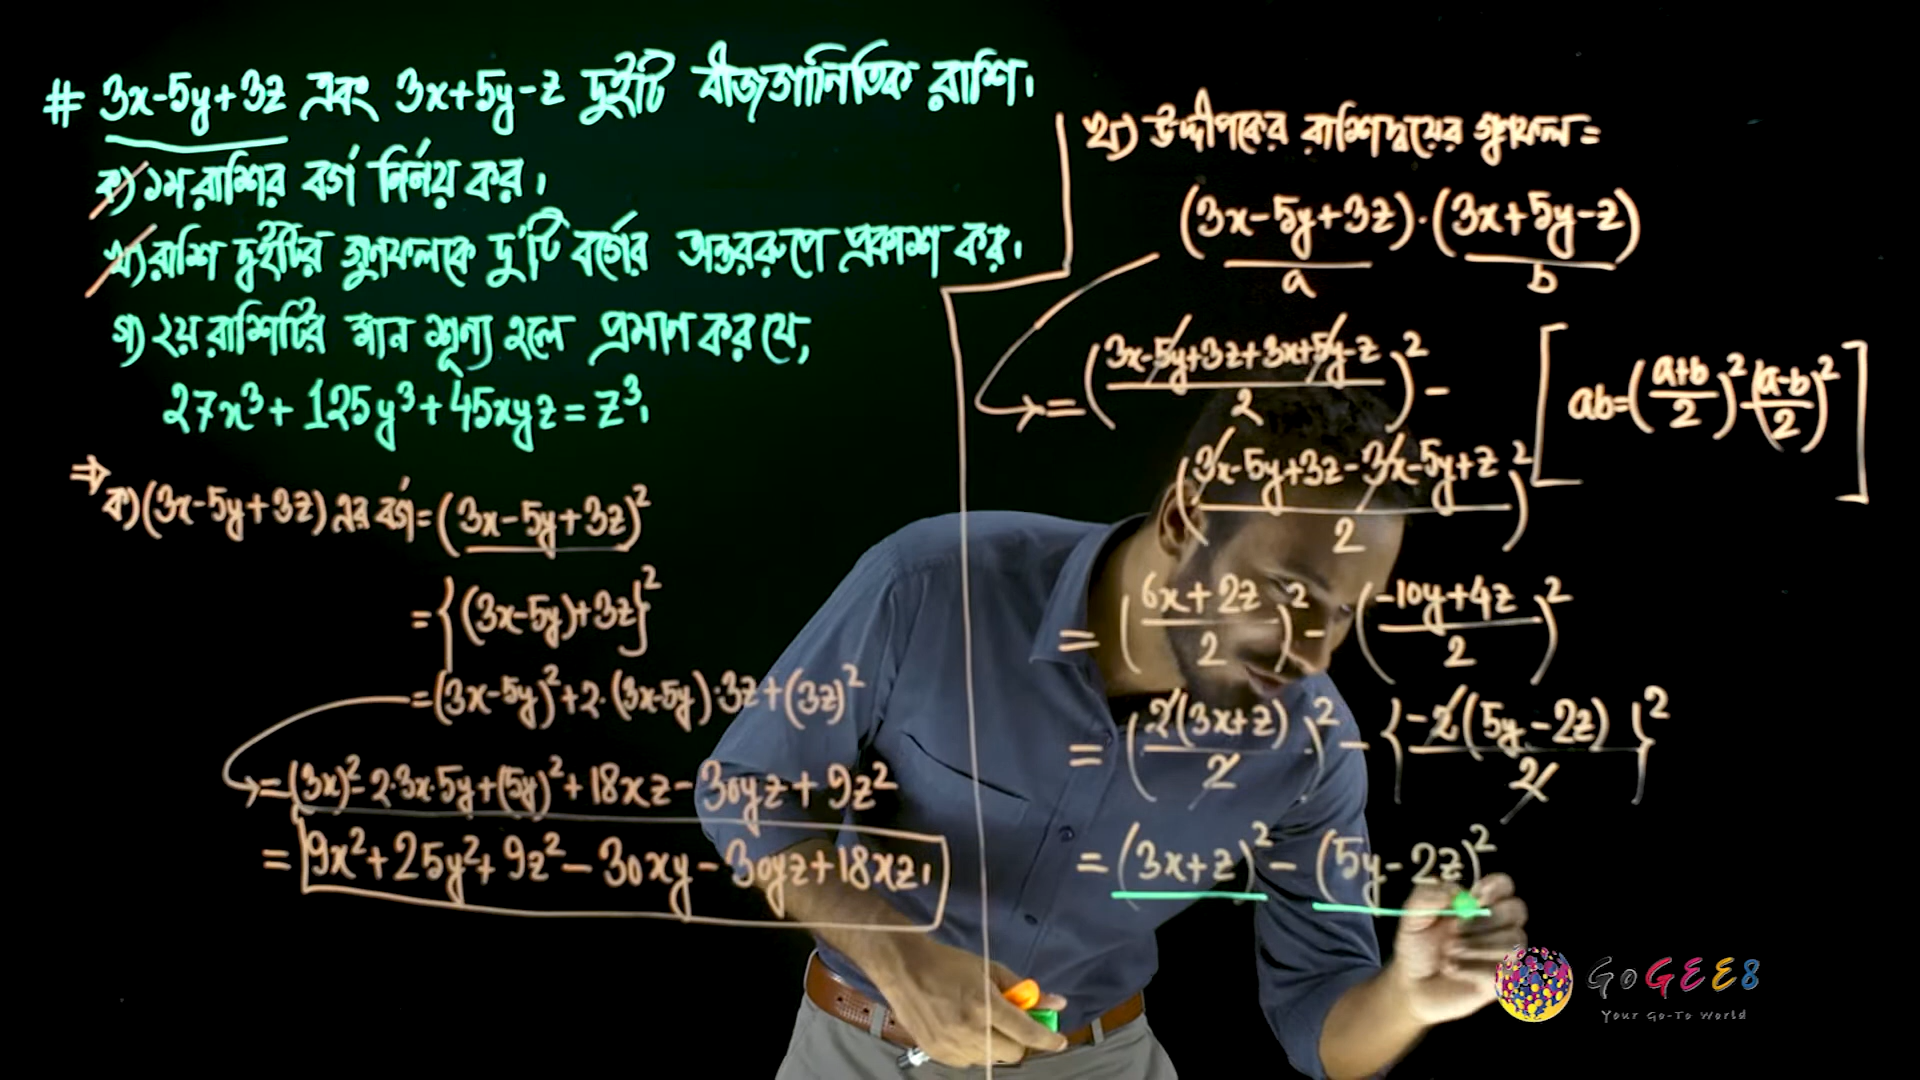 # 3x-5y+3z এবং 3x+5y-z দুইটি বীজগানিতিক রাশি।
ক) ১ম রাশির বর্গ নির্নয় কর।
খ) রাশি দুইটির গুণফলকে দু'টি বর্গের অন্তররুপে প্রকাশ কর।
গ) ২য় রাশিটির মান শূন্য হলে প্রমাণ কর যে,
27x³ + 125y³ + 45xyz = z³।
⇒ ক) (3x-5y+3z) এর বর্গ = (3x-5y+3z)²
= {(3x-5y)+3z}²
= (3x-5y)² + 2·(3x-5y)·3z + (3z)²
= (3x)² - 2·3x·5y + (5y)² + 18xz - 30yz + 9z²
= 9x² + 25y² + 9z² - 30xy - 30yz + 18xz।
খ) উদ্দীপকের রাশিদ্বয়ের গুণফল =
(3x-5y+3z)·(3x+5y-z)
a b
= ((3x-5y+3z+3x+5y-z)/2)² -
((3x-5y+3z-3x-5y+z)/2)²
[ab = ((a+b)/2)² - ((a-b)/2)²]
= ((6x+2z)/2)² - ((-10y+4z)/2)²
= (2(3x+z)/2)² - {-2(5y-2z)/2}²
= (3x+z)² - (5y-2z)²
GoGEE8
Your Go-To World